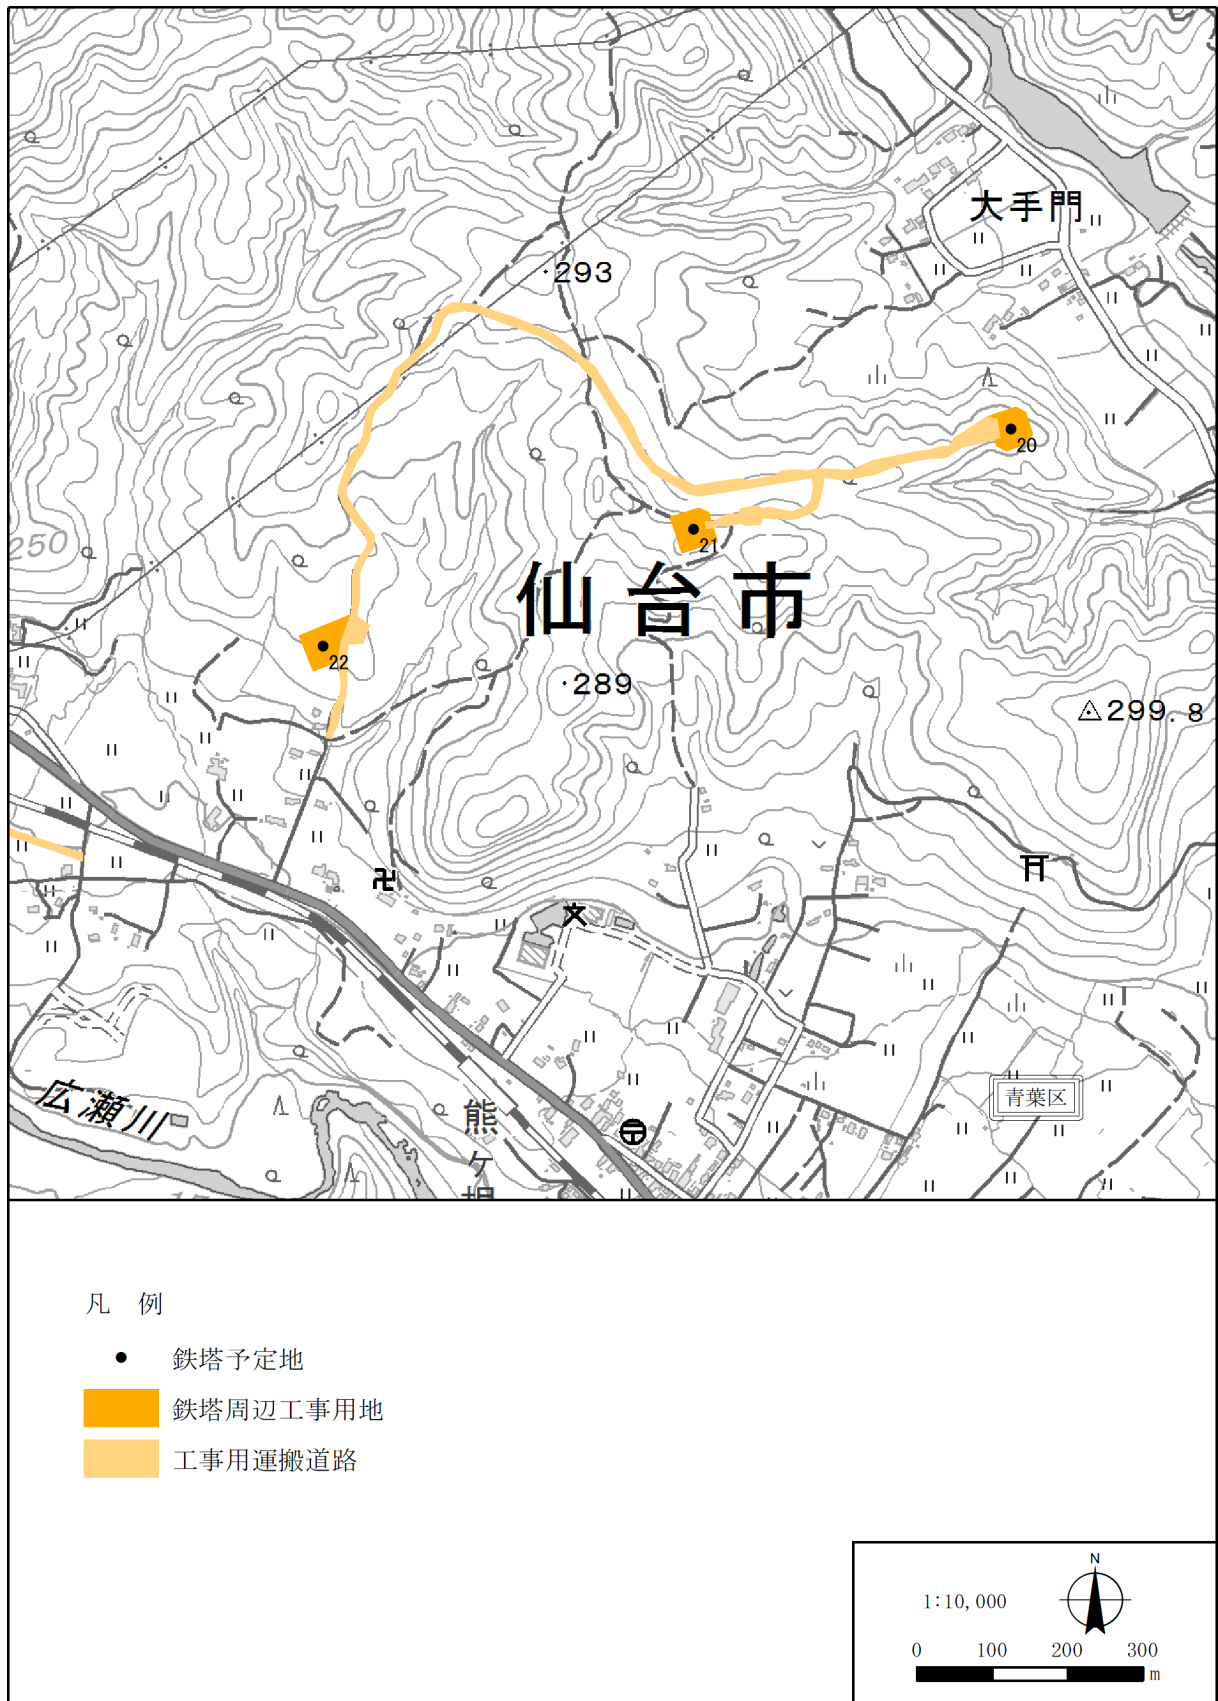 大手門
293
20
21
250
仙台市
22
289
299.8
広瀬川
青葉区
熊ヶ
凡 例
鉄塔予定地
鉄塔周辺工事用地
工事用運搬道路
N
1:10,000
0 100 200 300
m